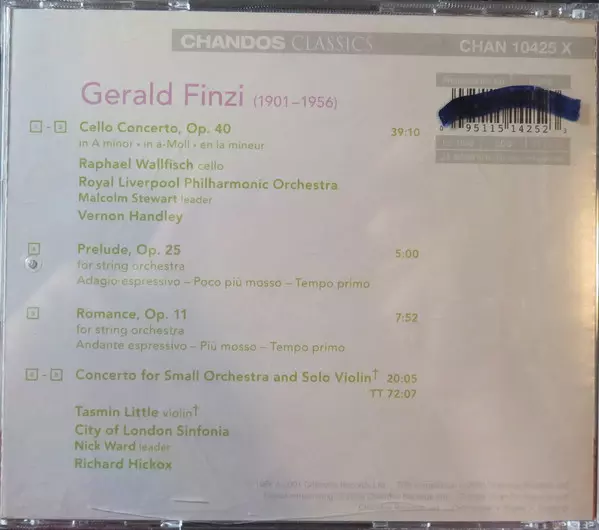 CHANDOS CLASSICS
CHAN 10425 X
Gerald Finzi (1901–1956)
Cello Concerto, Op. 40 39:10
in A minor · in a-Moll · en la mineur
Raphael Wallfisch cello
Royal Liverpool Philharmonic Orchestra
Malcolm Stewart leader
Vernon Handley
Prelude, Op. 25 5:00
for string orchestra
Adagio espressivo – Poco più mosso – Tempo primo
Romance, Op. 11 7:52
for string orchestra
Andante espressivo – Più mosso – Tempo primo
Concerto for Small Orchestra and Solo Violin† 20:05
TT 72:07
Tasmin Little violin†
City of London Sinfonia
Nick Ward leader
Richard Hickox
0 95115 14252 3